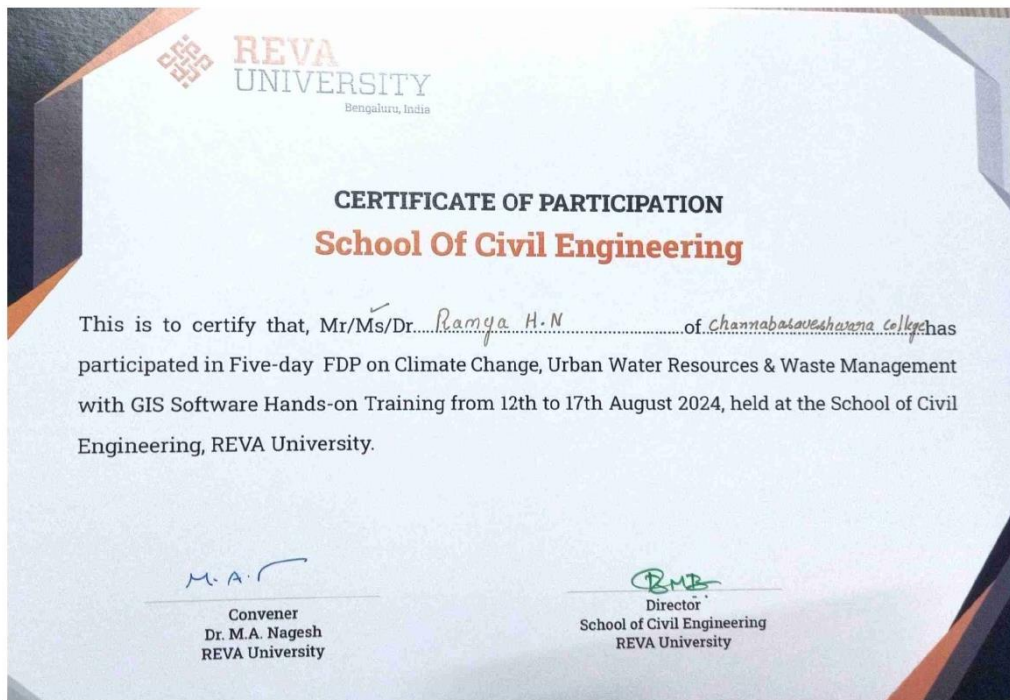 REVA
UNIVERSITY
Bengaluru, India
CERTIFICATE OF PARTICIPATION
School Of Civil Engineering
This is to certify that, Mr/Ms/Dr....Ramya H.N....................of Channabasaveshwara College has
participated in Five-day FDP on Climate Change, Urban Water Resources & Waste Management
with GIS Software Hands-on Training from 12th to 17th August 2024, held at the School of Civil
Engineering, REVA University.
M. A.
BMB
Convener
Dr. M.A. Nagesh
REVA University
Director
School of Civil Engineering
REVA University